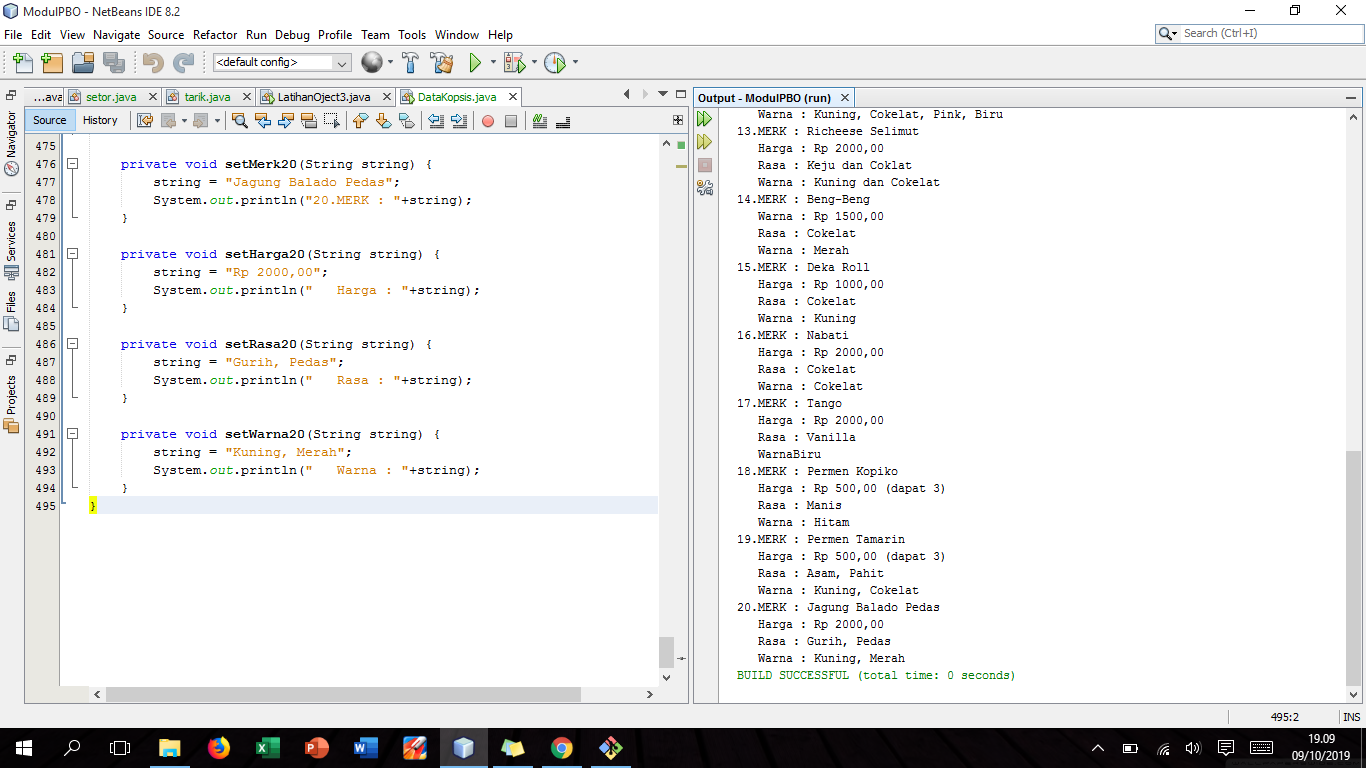 ModulPBO - NetBeans IDE 8.2
File Edit View Navigate Source Refactor Run Debug Profile Team Tools Window Help
Search (Ctrl+I)
<default config>
...ava setor.java tarik.java LatihanOject3.java DataKopsis.java
Source History
Navigator
Services
Files
Projects
475
476 private void setMerk20(String string) {
477 string = "Jagung Balado Pedas";
478 System.out.println("20.MERK : "+string);
479 }
480
481 private void setHarga20(String string) {
482 string = "Rp 2000,00";
483 System.out.println("   Harga : "+string);
484 }
485
486 private void setRasa20(String string) {
487 string = "Gurih, Pedas";
488 System.out.println("   Rasa : "+string);
489 }
490
491 private void setWarna20(String string) {
492 string = "Kuning, Merah";
493 System.out.println("   Warna : "+string);
494 }
495 }
Output - ModulPBO (run)
Warna : Kuning, Cokelat, Pink, Biru
13.MERK : Richeese Selimut
Harga : Rp 2000,00
Rasa : Keju dan Coklat
Warna : Kuning dan Cokelat
14.MERK : Beng-Beng
Warna : Rp 1500,00
Rasa : Cokelat
Warna : Merah
15.MERK : Deka Roll
Harga : Rp 1000,00
Rasa : Cokelat
Warna : Kuning
16.MERK : Nabati
Harga : Rp 2000,00
Rasa : Cokelat
Warna : Cokelat
17.MERK : Tango
Harga : Rp 2000,00
Rasa : Vanilla
WarnaBiru
18.MERK : Permen Kopiko
Harga : Rp 500,00 (dapat 3)
Rasa : Manis
Warna : Hitam
19.MERK : Permen Tamarin
Harga : Rp 500,00 (dapat 3)
Rasa : Asam, Pahit
Warna : Kuning, Cokelat
20.MERK : Jagung Balado Pedas
Harga : Rp 2000,00
Rasa : Gurih, Pedas
Warna : Kuning, Merah
BUILD SUCCESSFUL (total time: 0 seconds)
495:2 INS
19.09
09/10/2019